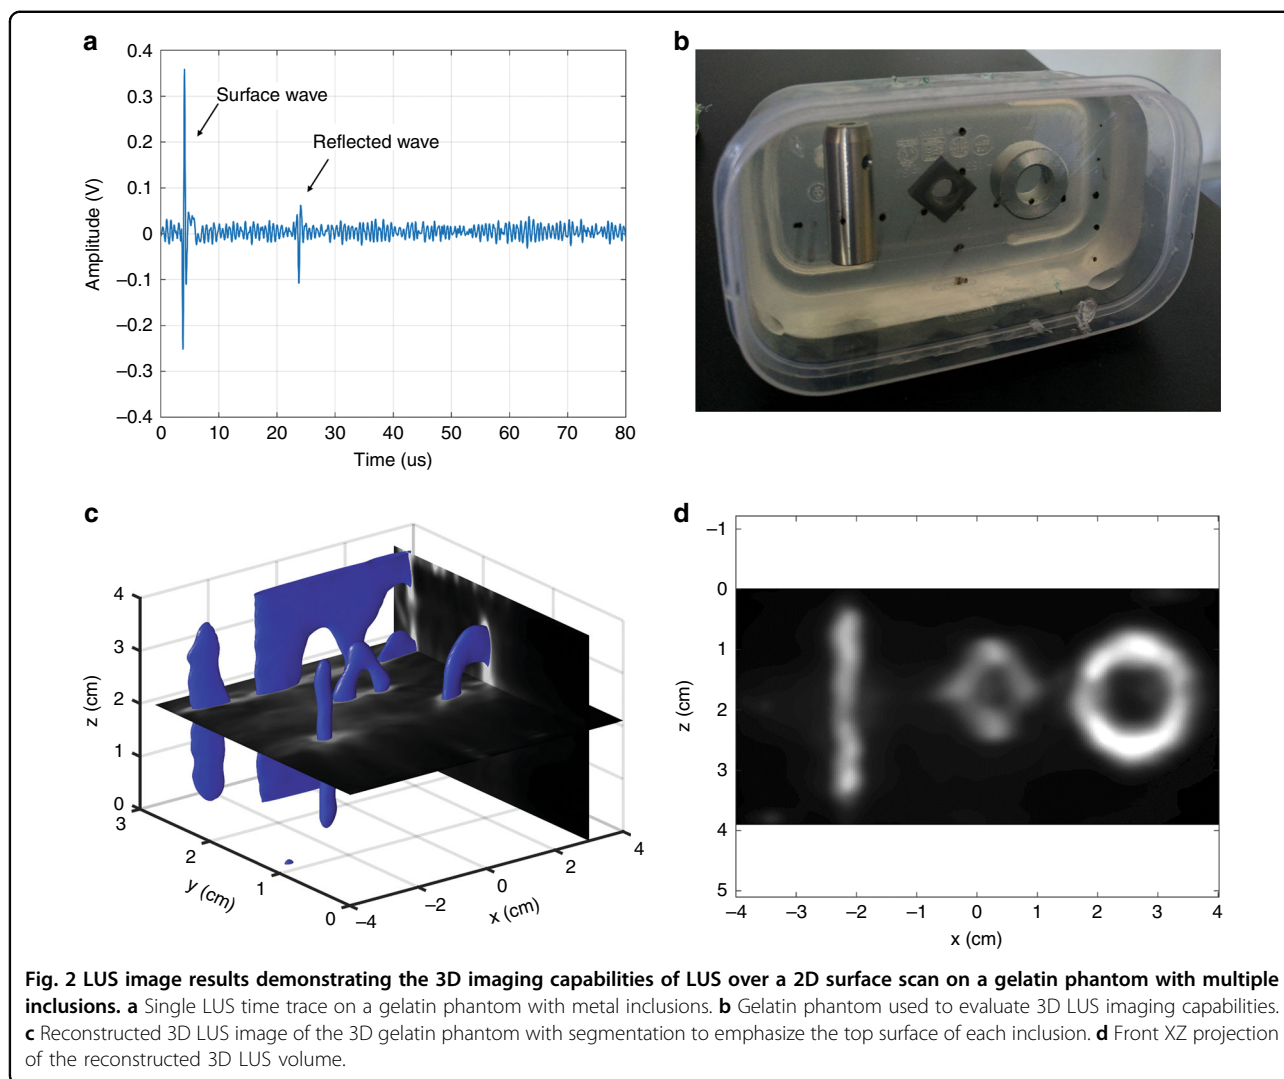 a
0.4
0.3
0.2
0.1
0
–0.1
–0.2
–0.3
–0.4
Amplitude (V)
Surface wave
Reflected wave
0 10 20 30 40 50 60 70 80
Time (us)
b
c
4
3
2
1
0
z (cm)
3
2
1
0
y (cm)
–4
–2
0
2
4
x (cm)
d
–1
0
1
2
3
4
5
z (cm)
–4 –3 –2 –1 0 1 2 3 4
x (cm)
Fig. 2 LUS image results demonstrating the 3D imaging capabilities of LUS over a 2D surface scan on a gelatin phantom with multiple
inclusions. a Single LUS time trace on a gelatin phantom with metal inclusions. b Gelatin phantom used to evaluate 3D LUS imaging capabilities.
c Reconstructed 3D LUS image of the 3D gelatin phantom with segmentation to emphasize the top surface of each inclusion. d Front XZ projection
of the reconstructed 3D LUS volume.